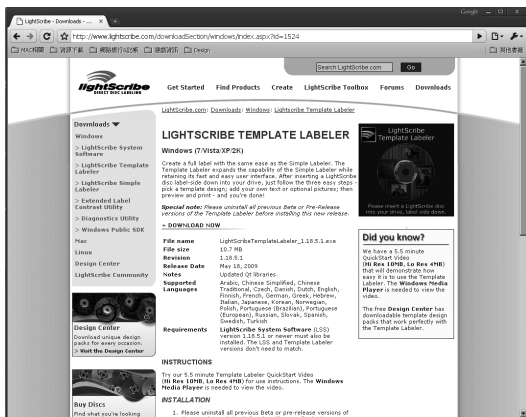 Google
LightScribe - Downloads - ...
http://www.lightscribe.com/downloadSection/windows/index.aspx?id=1524
MAC相關
資源下載
Design
其他書籤
Search LightScribe.com
Go
lightScribe
DIRECT DISC LABELING
Get Started
Find Products
Create
LightScribe Toolbox
Forums
Downloads
LightScribe.com: Downloads: Windows: Lightscribe Template Labeler
Downloads
Windows
> LightScribe System
Software
> LightScribe Template
Labeler
> LightScribe Simple
Labeler
> Extended Label
Contrast Utility
> Diagnostics Utility
> Windows Public SDK
Mac
Linux
Design Center
LightScribe Community
Design Center
Download unique design
packs for every occasion.
> Visit the Design Center
Buy Discs
Find what you're looking
LIGHTSCRIBE TEMPLATE LABELER
Windows (7/Vista/XP/2K)
Create a full label with the same ease as the Simple Labeler. The
Template Labeler expands the capability of the Simple Labeler while
retaining its fast and easy user interface. After inserting a LightScribe
disc label-side down into your drive, just follow the three easy steps -
pick a template design; add your own text or optional pictures; then
preview and print - and you're done!
Special note: Please uninstall all previous Beta or Pre-Release
versions of the Template Labeler before installing this new release.
+ DOWNLOAD NOW
File name LightScribeTemplateLabeler_1.18.5.1.exe
File size 10.7 MB
Revision 1.18.5.1
Release Date May 18, 2009
Notes Updated Qt libraries.
Supported Languages Arabic, Chinese Simplified, Chinese
Traditional, Czech, Danish, Dutch, English,
Finnish, French, German, Greek, Hebrew,
Italian, Japanese, Korean, Norwegian,
Polish, Portuguese (Brazilian), Portuguese
(European), Russian, Slovak, Spanish,
Swedish, Turkish
Requirements LightScribe System Software (LSS)
version 1.18.5.1 or newer must also be
installed. The LSS and Template Labeler
versions don't need to match.
INSTRUCTIONS
Try our 5.5 minute Template Labeler QuickStart Video
(Hi Res 10MB, Lo Res 4MB) for use instructions. The Windows
Media Player is needed to view the video.
INSTALLATION
1. Please uninstall all previous Beta or pre-release versions of
LightScribe
Template Labeler
Please insert a LightScribe disc
into your drive, label-side down.
Did you know?
We have a 5.5 minute
QuickStart Video
(Hi Res 10MB, Lo Res 4MB)
that will demonstrate how
easy it is to use the Template
Labeler. The Windows Media
Player is needed to view the
video.
The free Design Center has
downloadable template design
packs that work perfectly with
the Template Labeler.